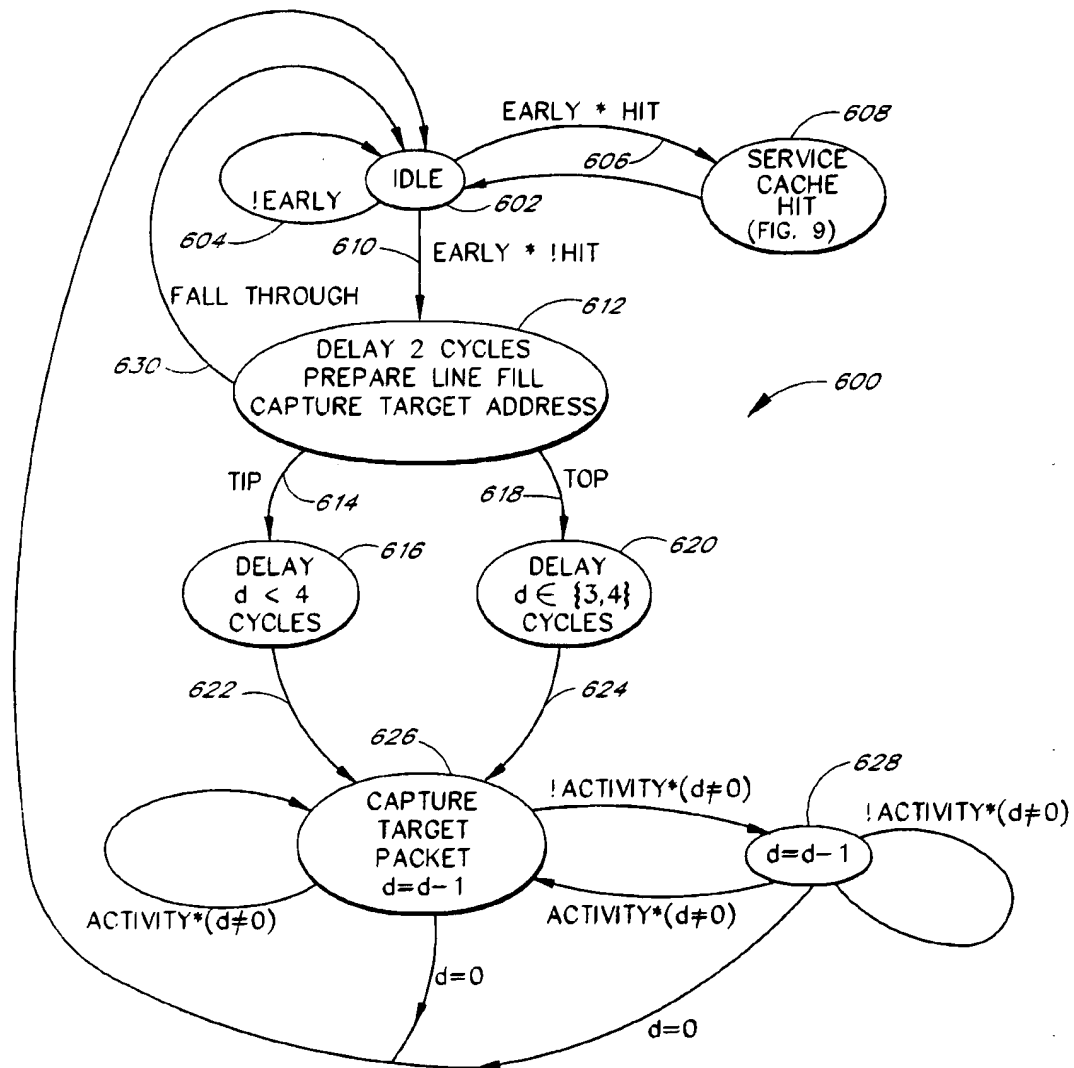 EARLY * HIT
608
606
SERVICE
CACHE
HIT
(FIG. 9)
IDLE
!EARLY
602
604
610
EARLY * !HIT
FALL THROUGH
612
630
DELAY 2 CYCLES
PREPARE LINE FILL
CAPTURE TARGET ADDRESS
600
TIP
614
618
TOP
616
620
DELAY
d < 4
CYCLES
DELAY
d ∈ {3,4}
CYCLES
622
624
626
628
CAPTURE
TARGET
PACKET
d=d-1
!ACTIVITY*(d≠0)
!ACTIVITY*(d≠0)
d=d-1
ACTIVITY*(d≠0)
ACTIVITY*(d≠0)
d=0
d=0